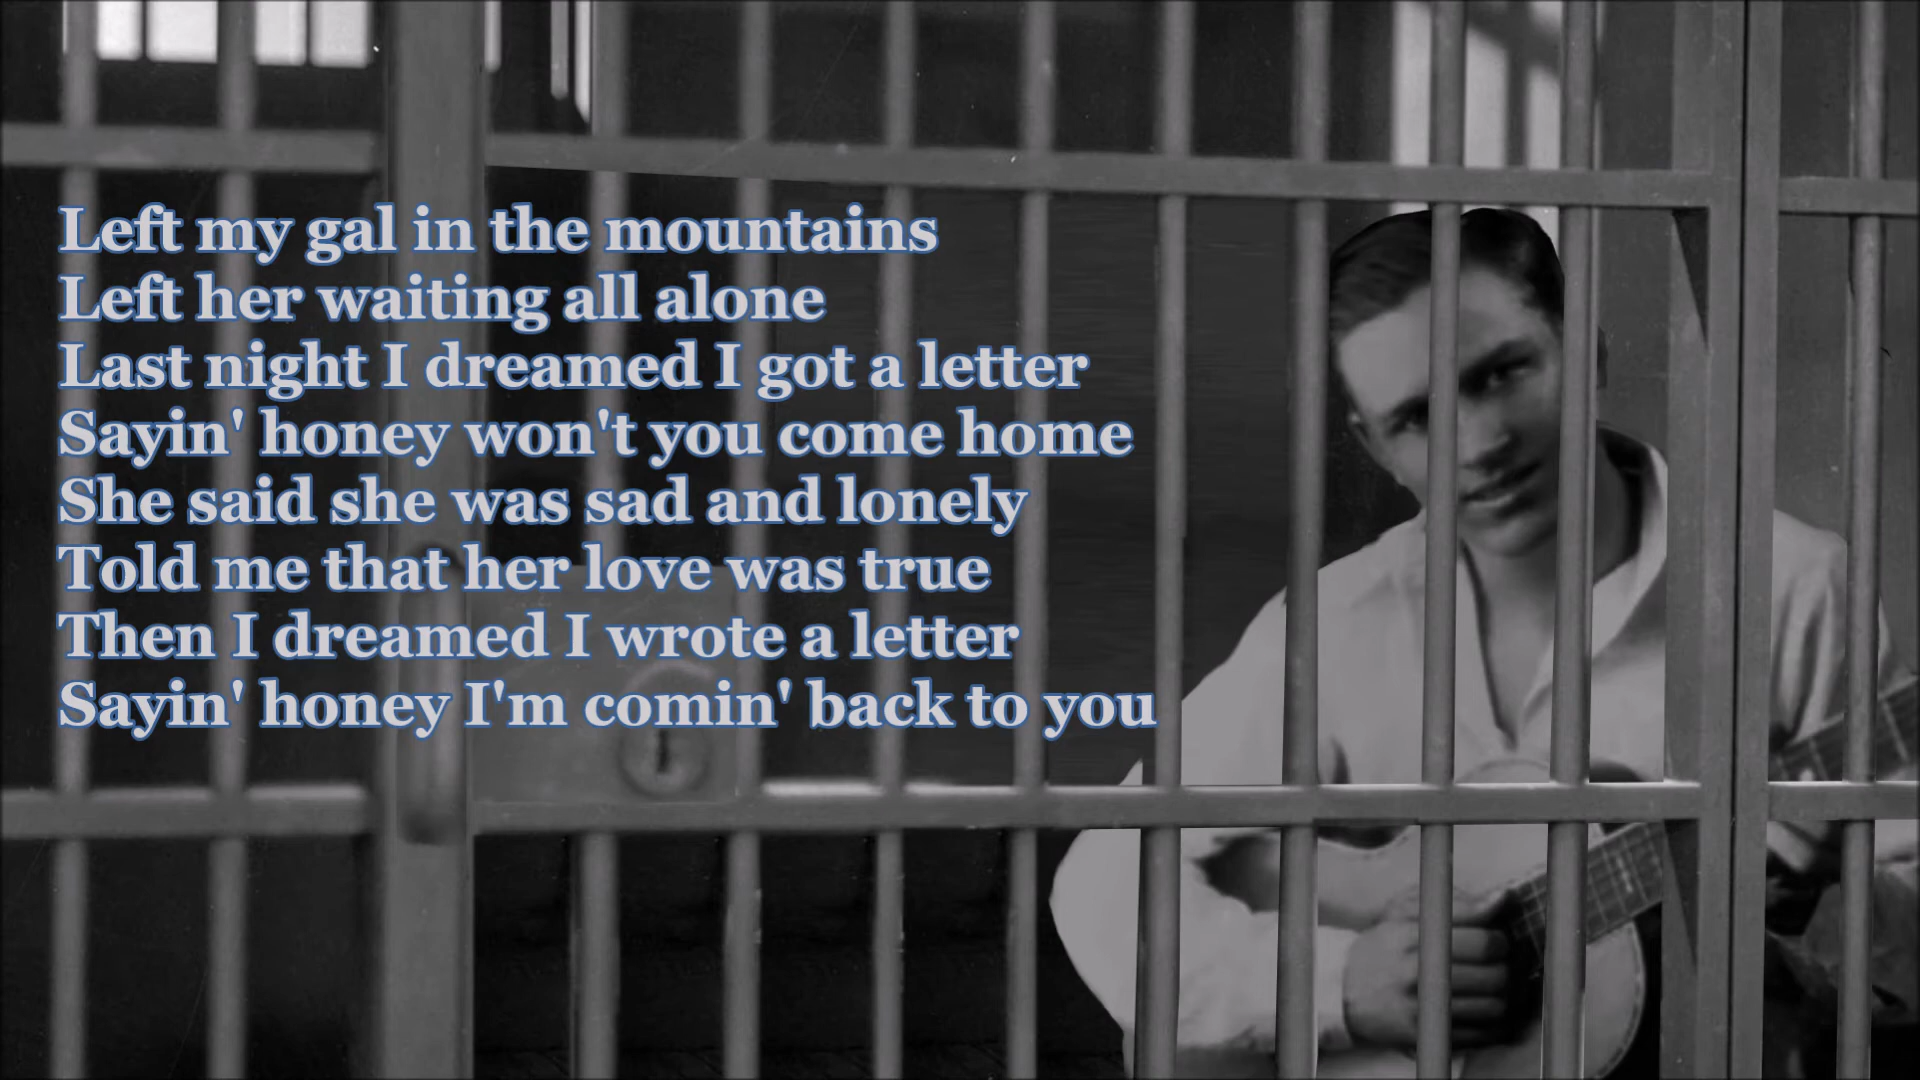 Left my gal in the mountains
Left her waiting all alone
Last night I dreamed I got a letter
Sayin' honey won't you come home
She said she was sad and lonely
Told me that her love was true
Then I dreamed I wrote a letter
Sayin' honey I'm comin' back to you